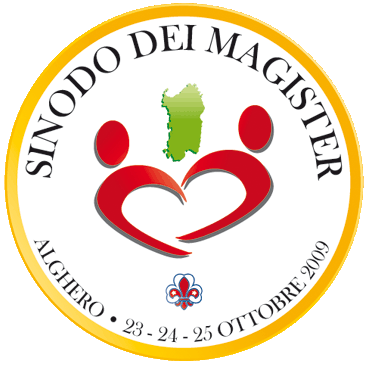 SINODO DEI MAGISTER
ALGHERO • 23 - 24 - 25 OTTOBRE 2009